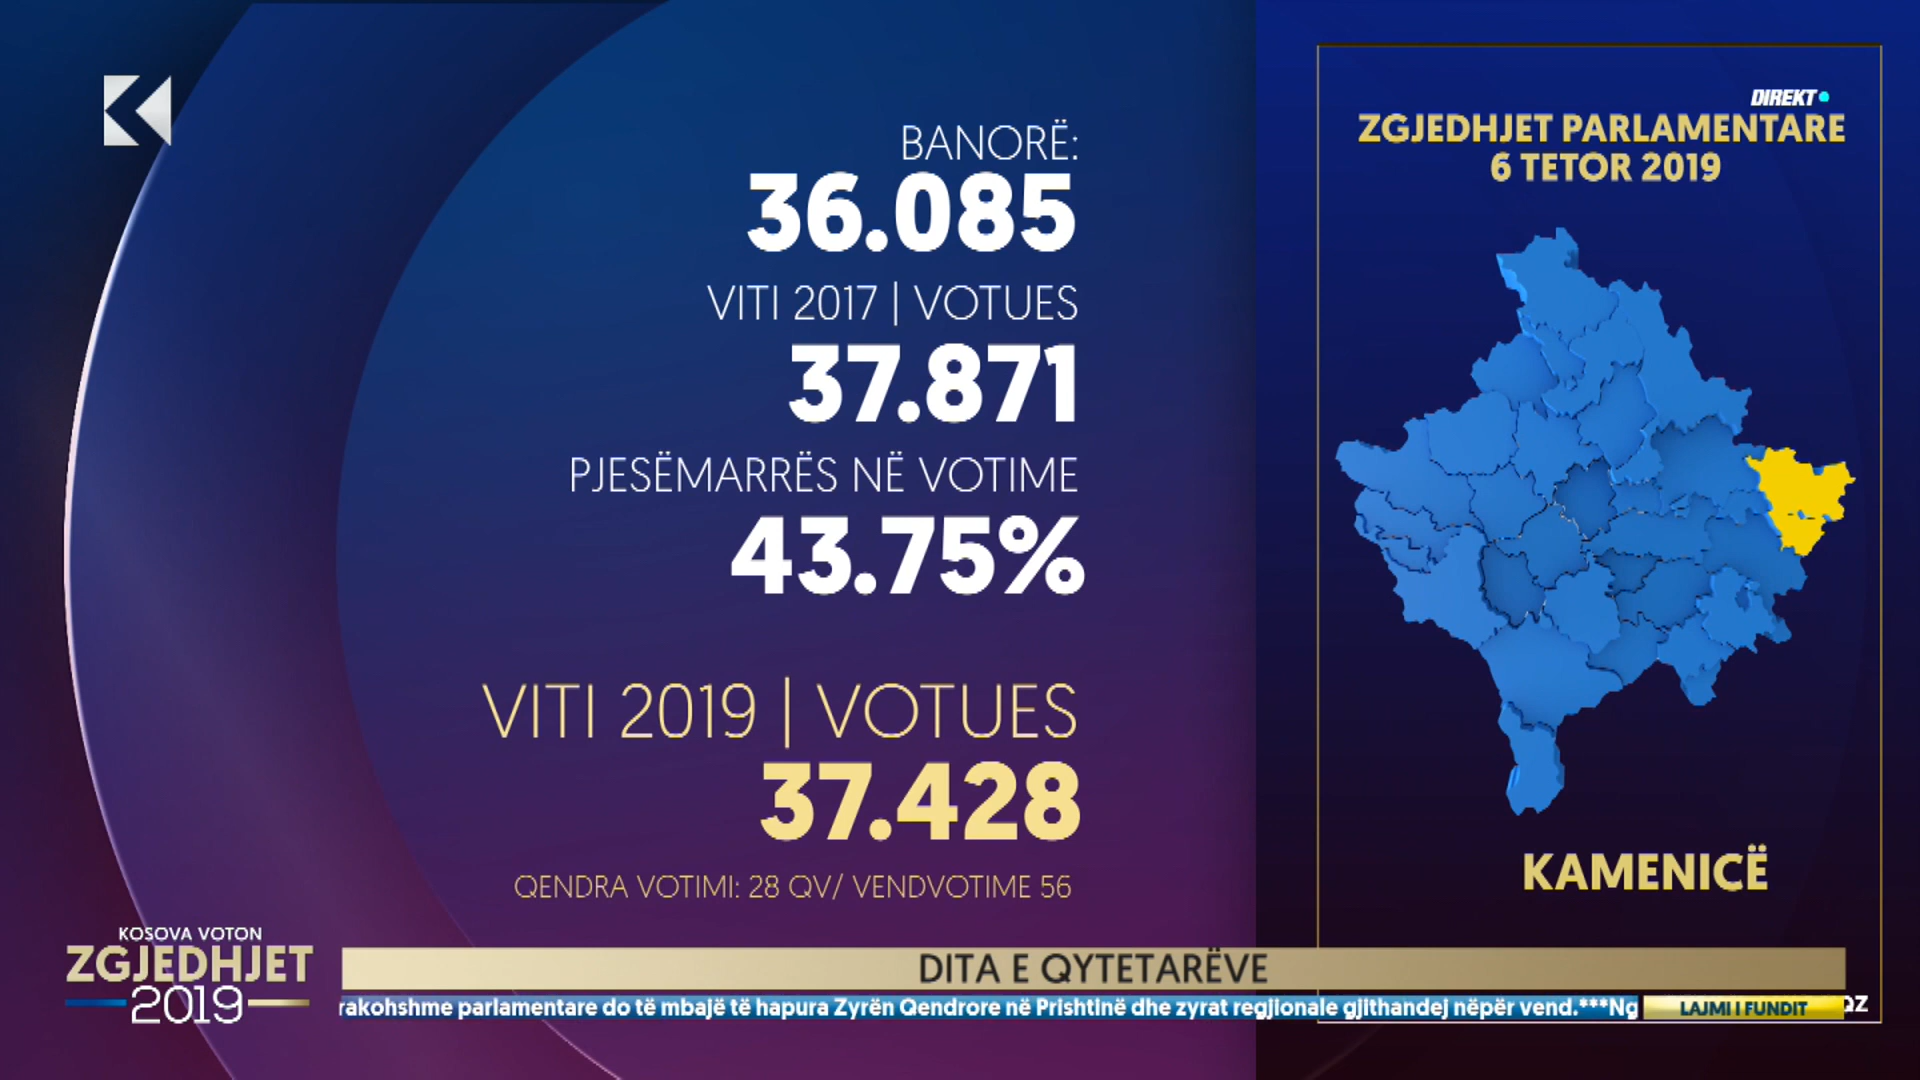 BANORË:
36.085
VITI 2017 | VOTUES
37.871
PJESËMARRËS NË VOTIME
43.75%
VITI 2019 | VOTUES
37.428
QENDRA VOTIMI: 28 QV/ VENDVOTIME 56
DIREKT
ZGJEDHJET PARLAMENTARE
6 TETOR 2019
KAMENICË
KOSOVA VOTON
ZGJEDHJET
2019
DITA E QYTETARËVE
rakohshme parlamentare do të mbajë të hapura Zyrën Qendrore në Prishtinë dhe zyrat regjionale gjithandej nëpër vend.***Ng
LAJMI I FUNDIT